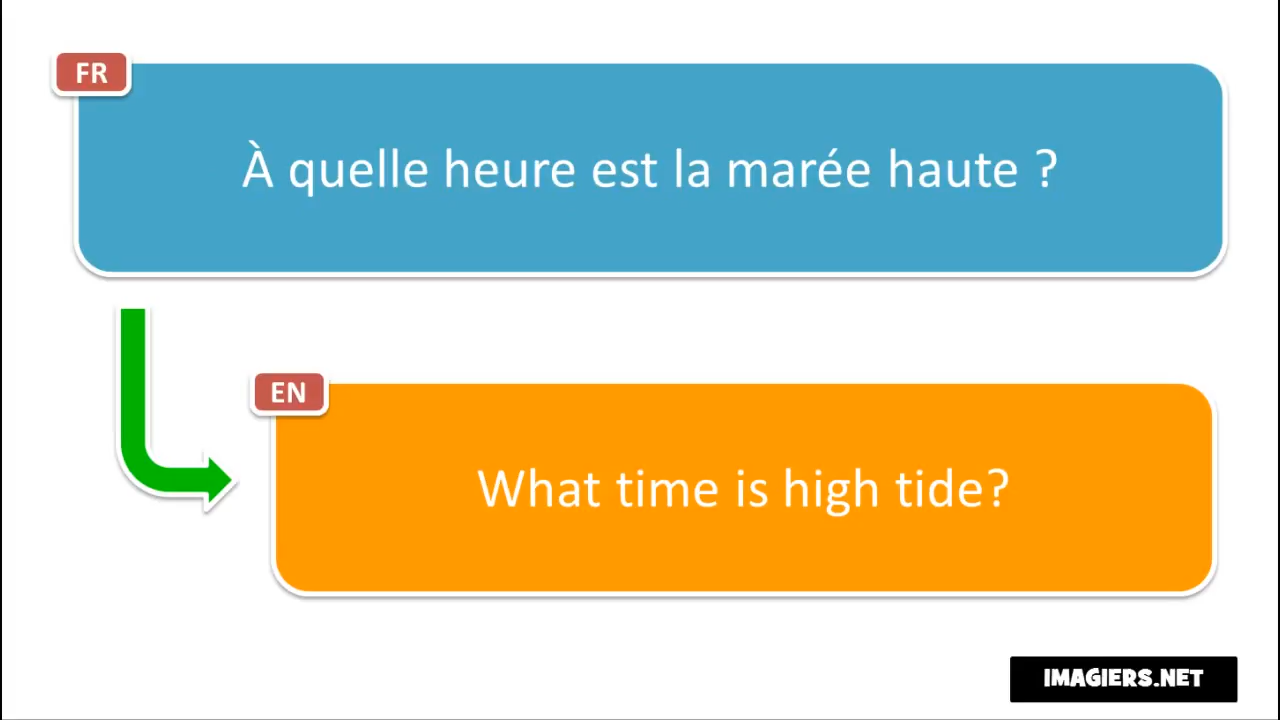 FR
À quelle heure est la marée haute ?
EN
What time is high tide?
IMAGIERS.NET